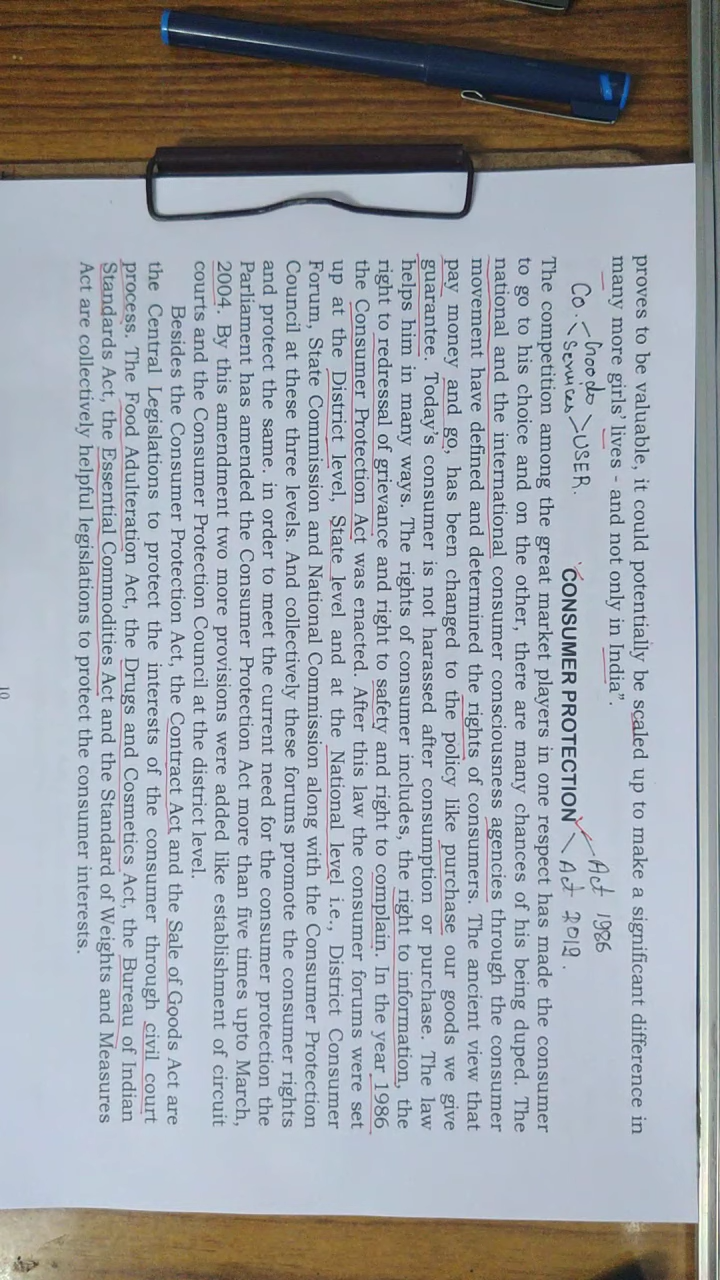 proves to be valuable, it could potentially be scaled up to make a significant difference in
many more girls' lives - and not only in India".
Act 1986
Co. < Goods > USER.
Services
CONSUMER PROTECTION
Act 2019.
The competition among the great market players in one respect has made the consumer
to go to his choice and on the other, there are many chances of his being duped. The
national and the international consumer consciousness agencies through the consumer
movement have defined and determined the rights of consumers. The ancient view that
pay money and go, has been changed to the policy like purchase our goods we give
guarantee. Today's consumer is not harassed after consumption or purchase. The law
helps him in many ways. The rights of consumer includes, the right to information, the
right to redressal of grievance and right to safety and right to complain. In the year 1986
the Consumer Protection Act was enacted. After this law the consumer forums were set
up at the District level, State level and at the National level i.e., District Consumer
Forum, State Commission and National Commission along with the Consumer Protection
Council at these three levels. And collectively these forums promote the consumer rights
and protect the same. in order to meet the current need for the consumer protection the
Parliament has amended the Consumer Protection Act more than five times upto March,
2004. By this amendment two more provisions were added like establishment of circuit
courts and the Consumer Protection Council at the district level.
Besides the Consumer Protection Act, the Contract Act and the Sale of Goods Act are
the Central Legislations to protect the interests of the consumer through civil court
process. The Food Adulteration Act, the Drugs and Cosmetics Act, the Bureau of Indian
Standards Act, the Essential Commodities Act and the Standard of Weights and Measures
Act are collectively helpful legislations to protect the consumer interests.